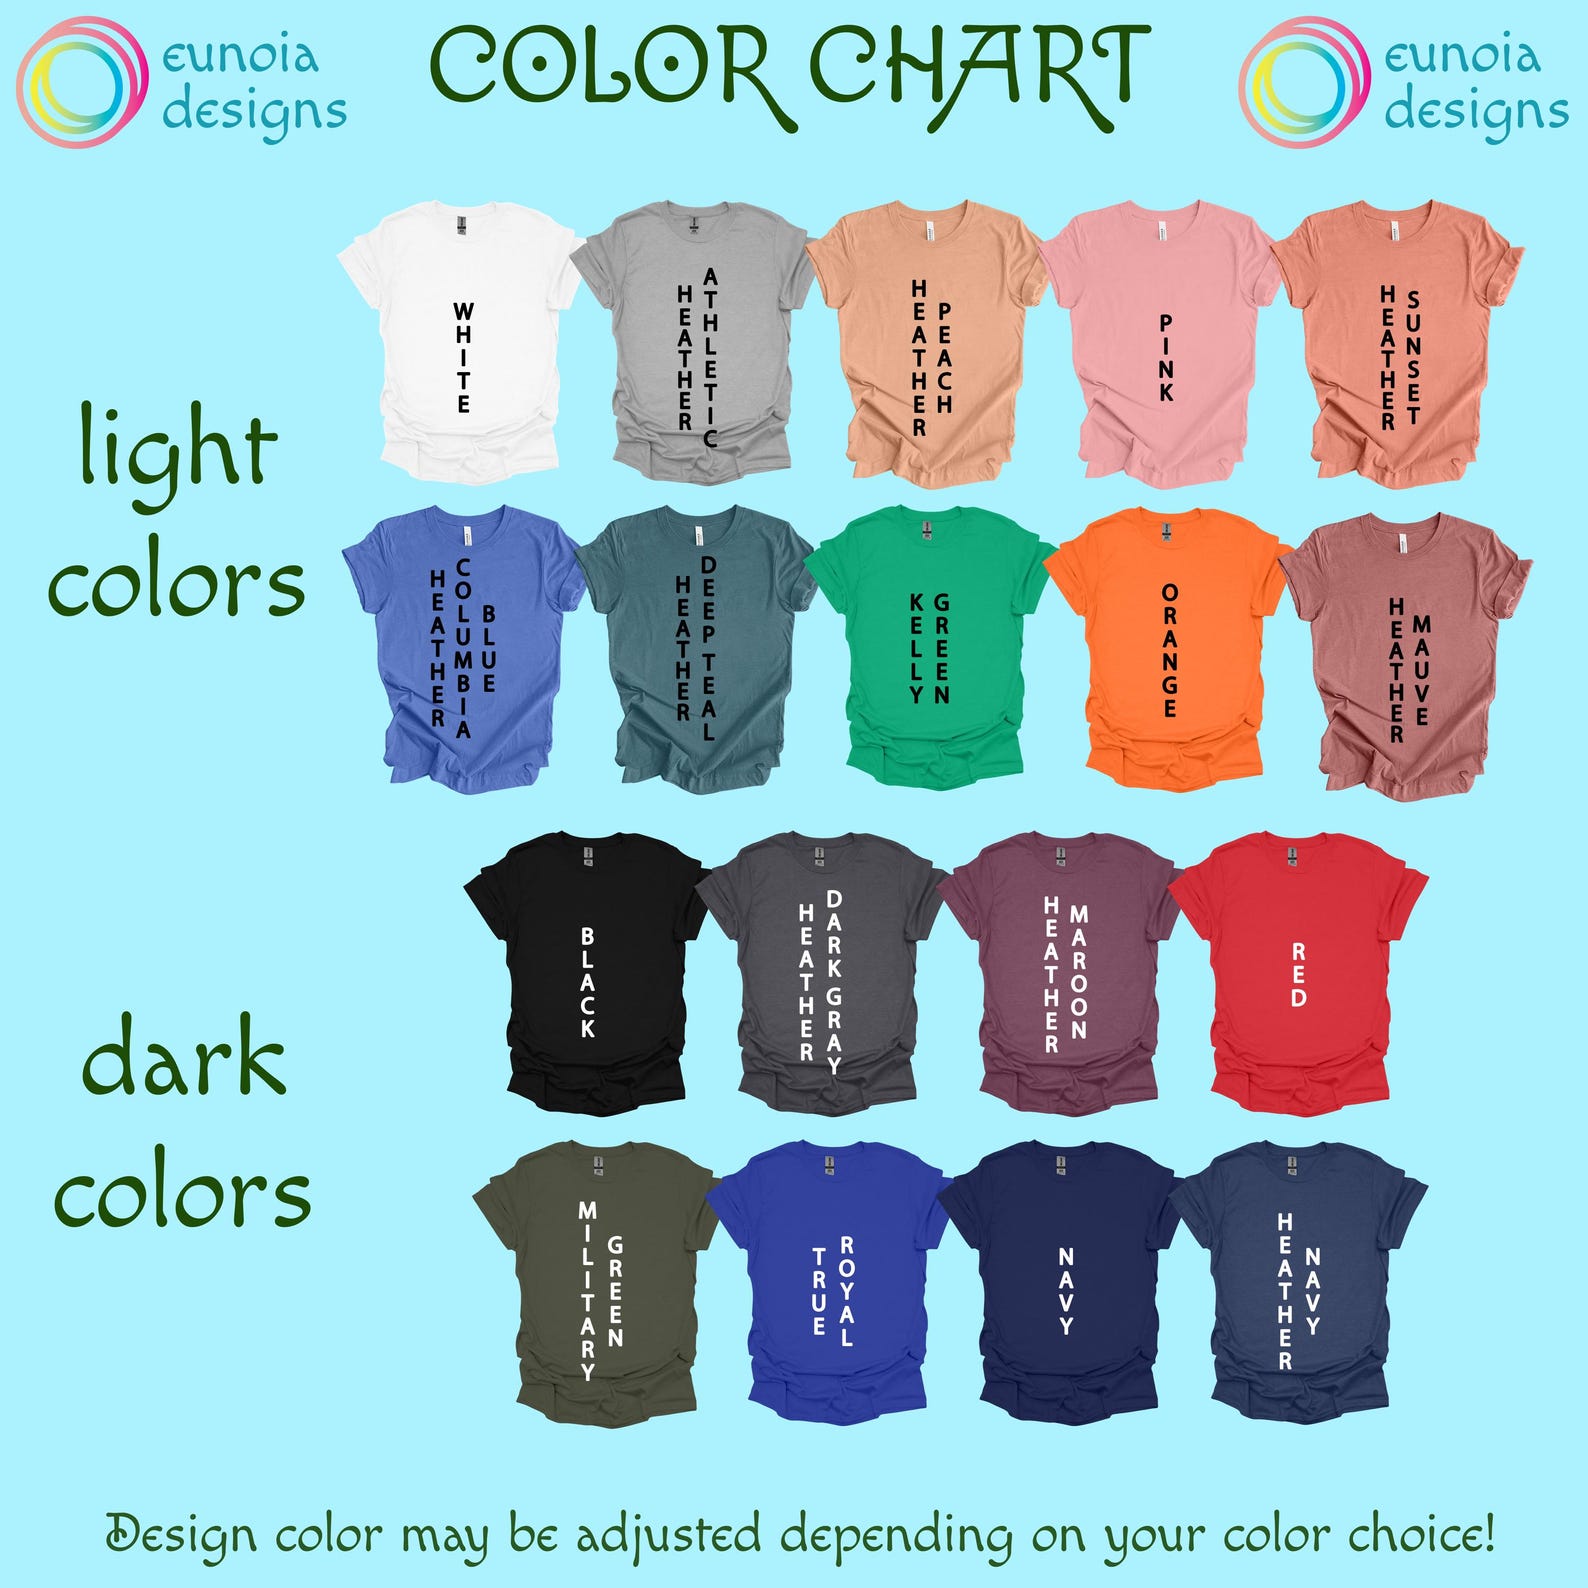 eunoia
designs
COLOR CHART
eunoia
designs
light
colors
WHITE
HEATHER
ATHLETIC
HEATHER
PEACH
PINK
HEATHER
SUNSET
HEATHER
COLUMBIA
BLUE
HEATHER
DEEP TEAL
KELLY
GREEN
ORANGE
HEATHER
MAUVE
dark
colors
BLACK
HEATHER
DARK GRAY
HEATHER
MAROON
RED
MILITARY
GREEN
TRUE
ROYAL
NAVY
HEATHER
NAVY
Design color may be adjusted depending on your color choice!